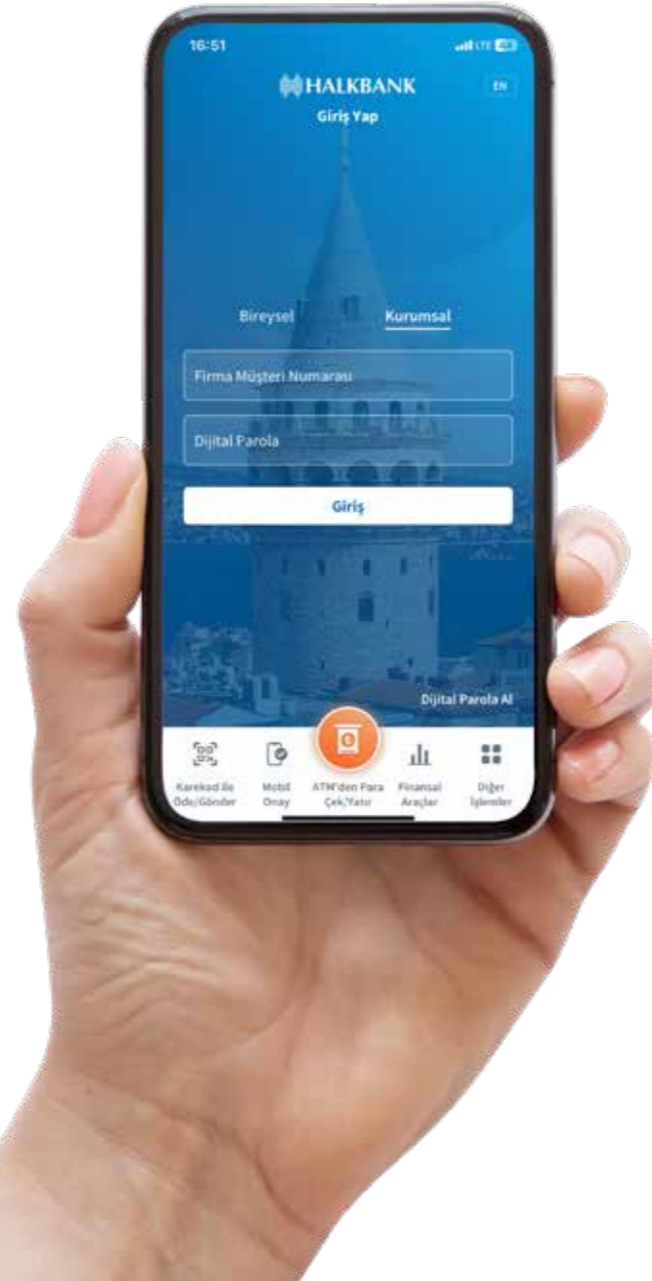 16:51
LTE
HALKBANK
EN
Giriş Yap
Bireysel
Kurumsal
Firma Müşteri Numarası
Dijital Parola
Giriş
Dijital Parola Al
Karekod ile
Öde/Gönder
Mobil
Onay
ATM'den Para
Çek/Yatır
Finansal
Araçlar
Diğer
İşlemler